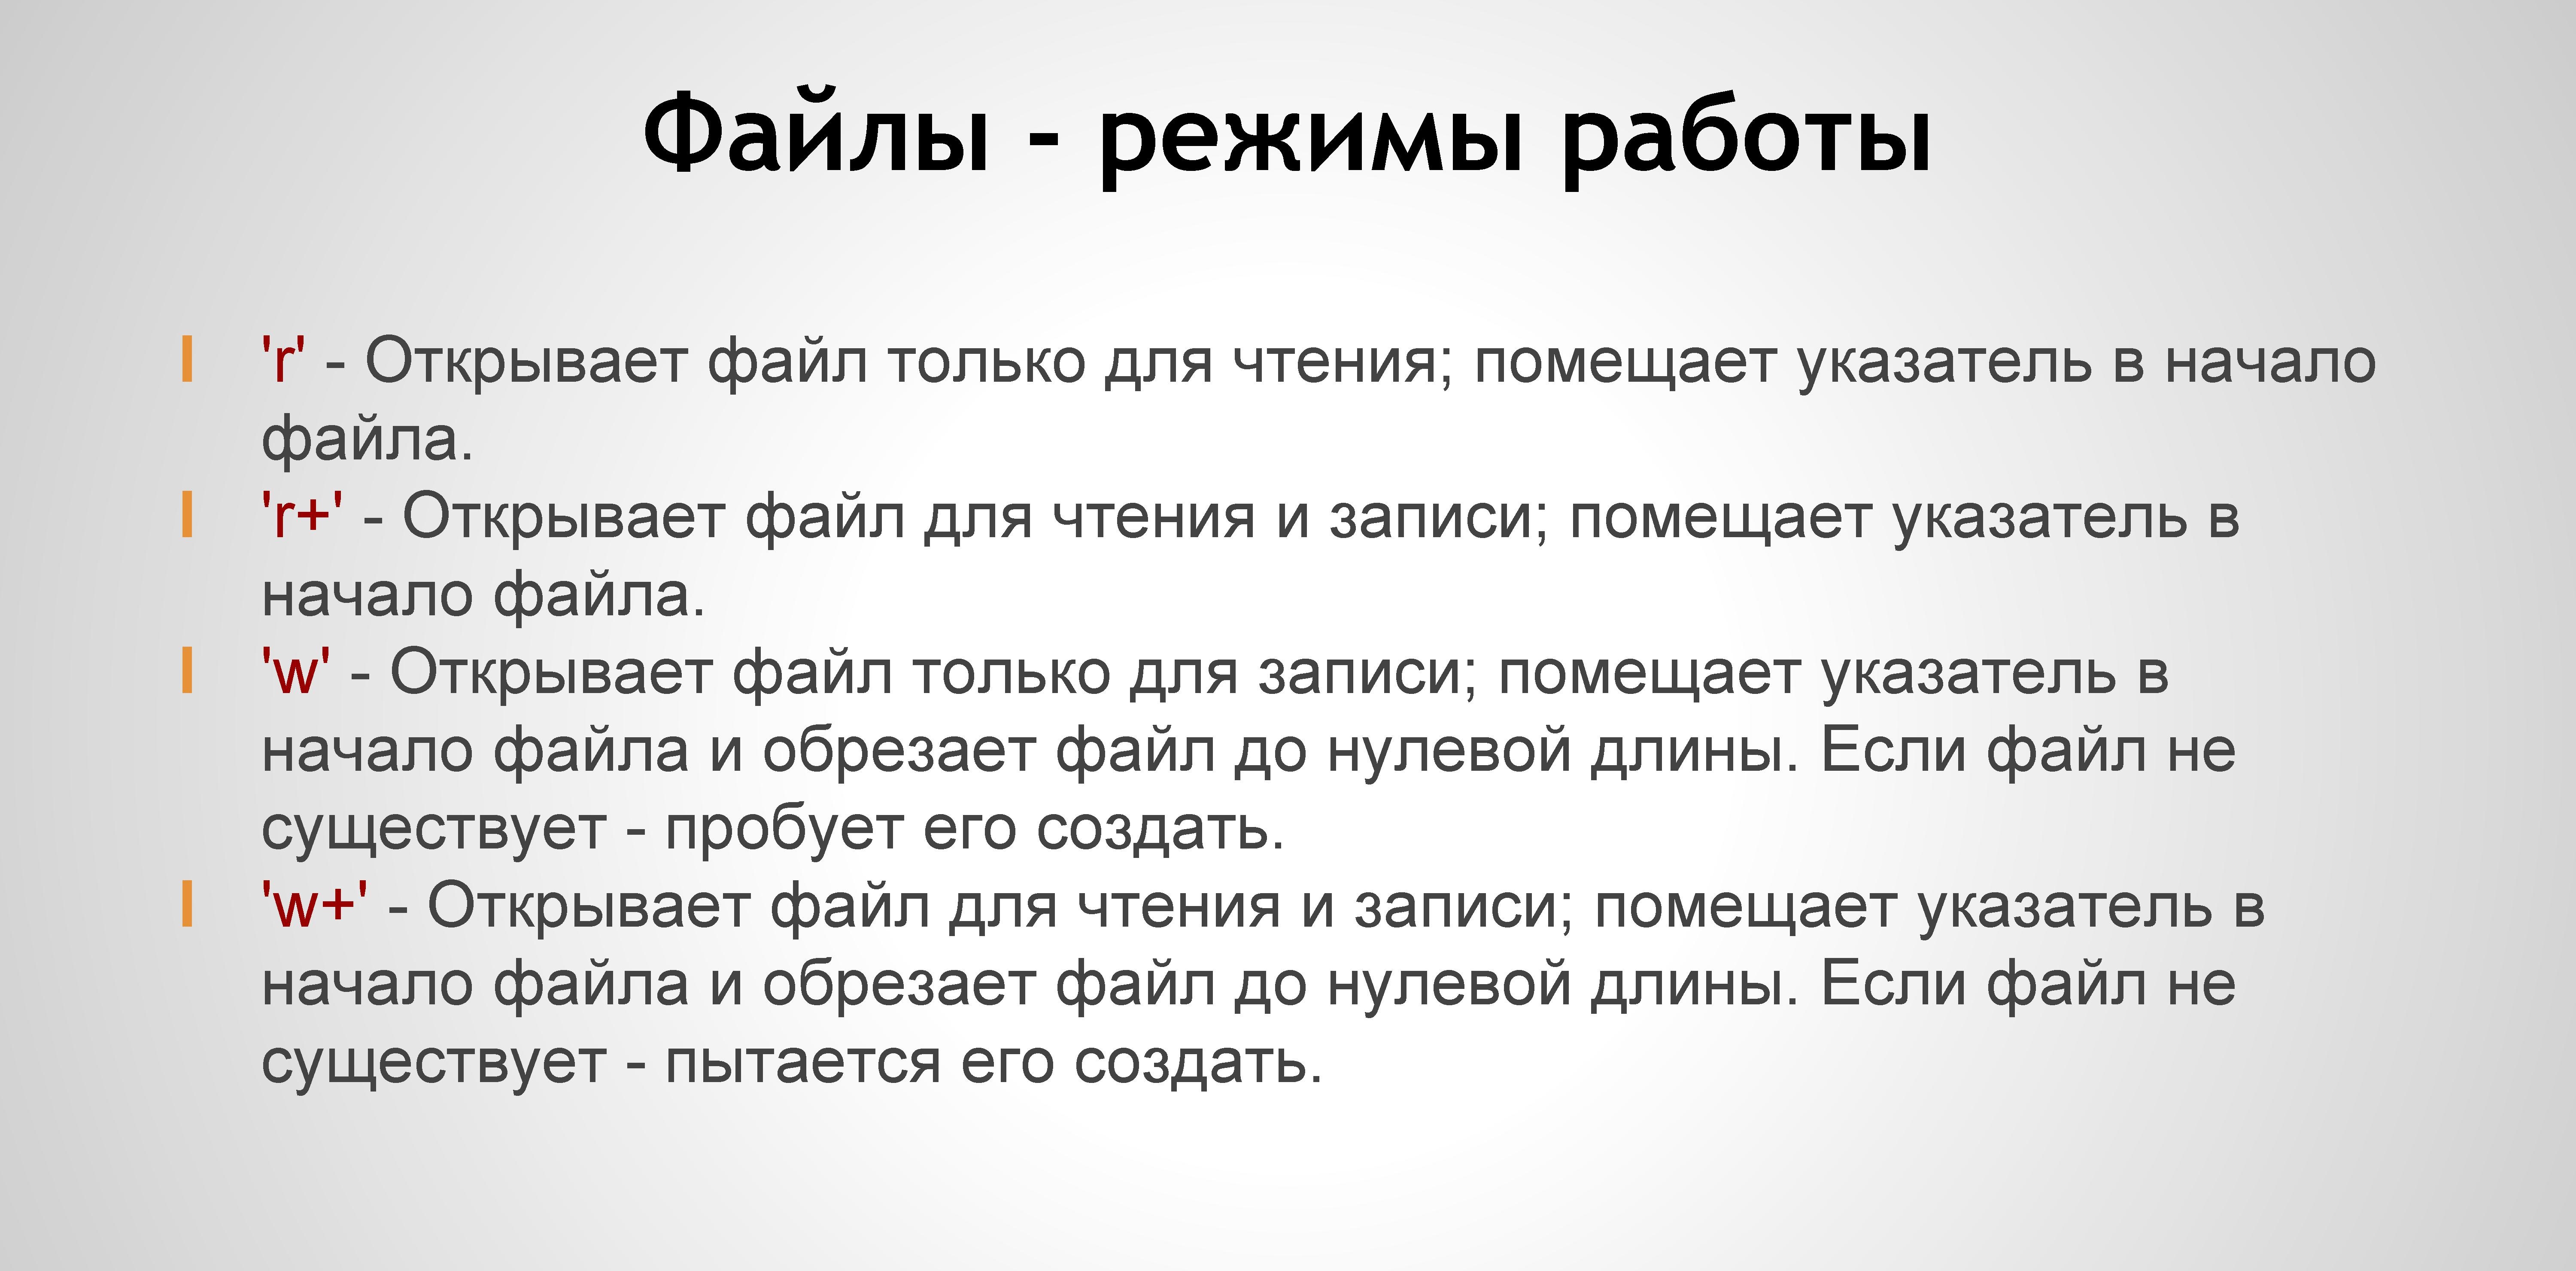 Файлы - режимы работы
'r' - Открывает файл только для чтения; помещает указатель в начало
файла.
'r+' - Открывает файл для чтения и записи; помещает указатель в
начало файла.
'w' - Открывает файл только для записи; помещает указатель в
начало файла и обрезает файл до нулевой длины. Если файл не
существует - пробует его создать.
'w+' - Открывает файл для чтения и записи; помещает указатель в
начало файла и обрезает файл до нулевой длины. Если файл не
существует - пытается его создать.